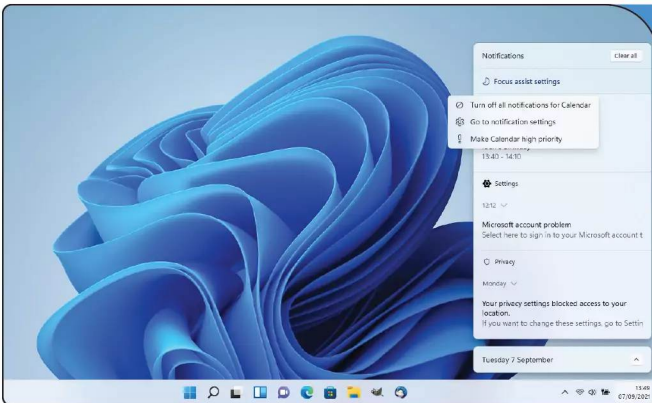 Notifications
Clear all
Focus assist settings
Turn off all notifications for Calendar
Go to notification settings
Make Calendar high priority
13:40 - 14:10
Settings
13:12
Microsoft account problem
Select here to sign in to your Microsoft account t
Privacy
Monday
Your privacy settings blocked access to your
location.
If you want to change these settings, go to Settin
Tuesday 7 September
13:49
07/09/2021